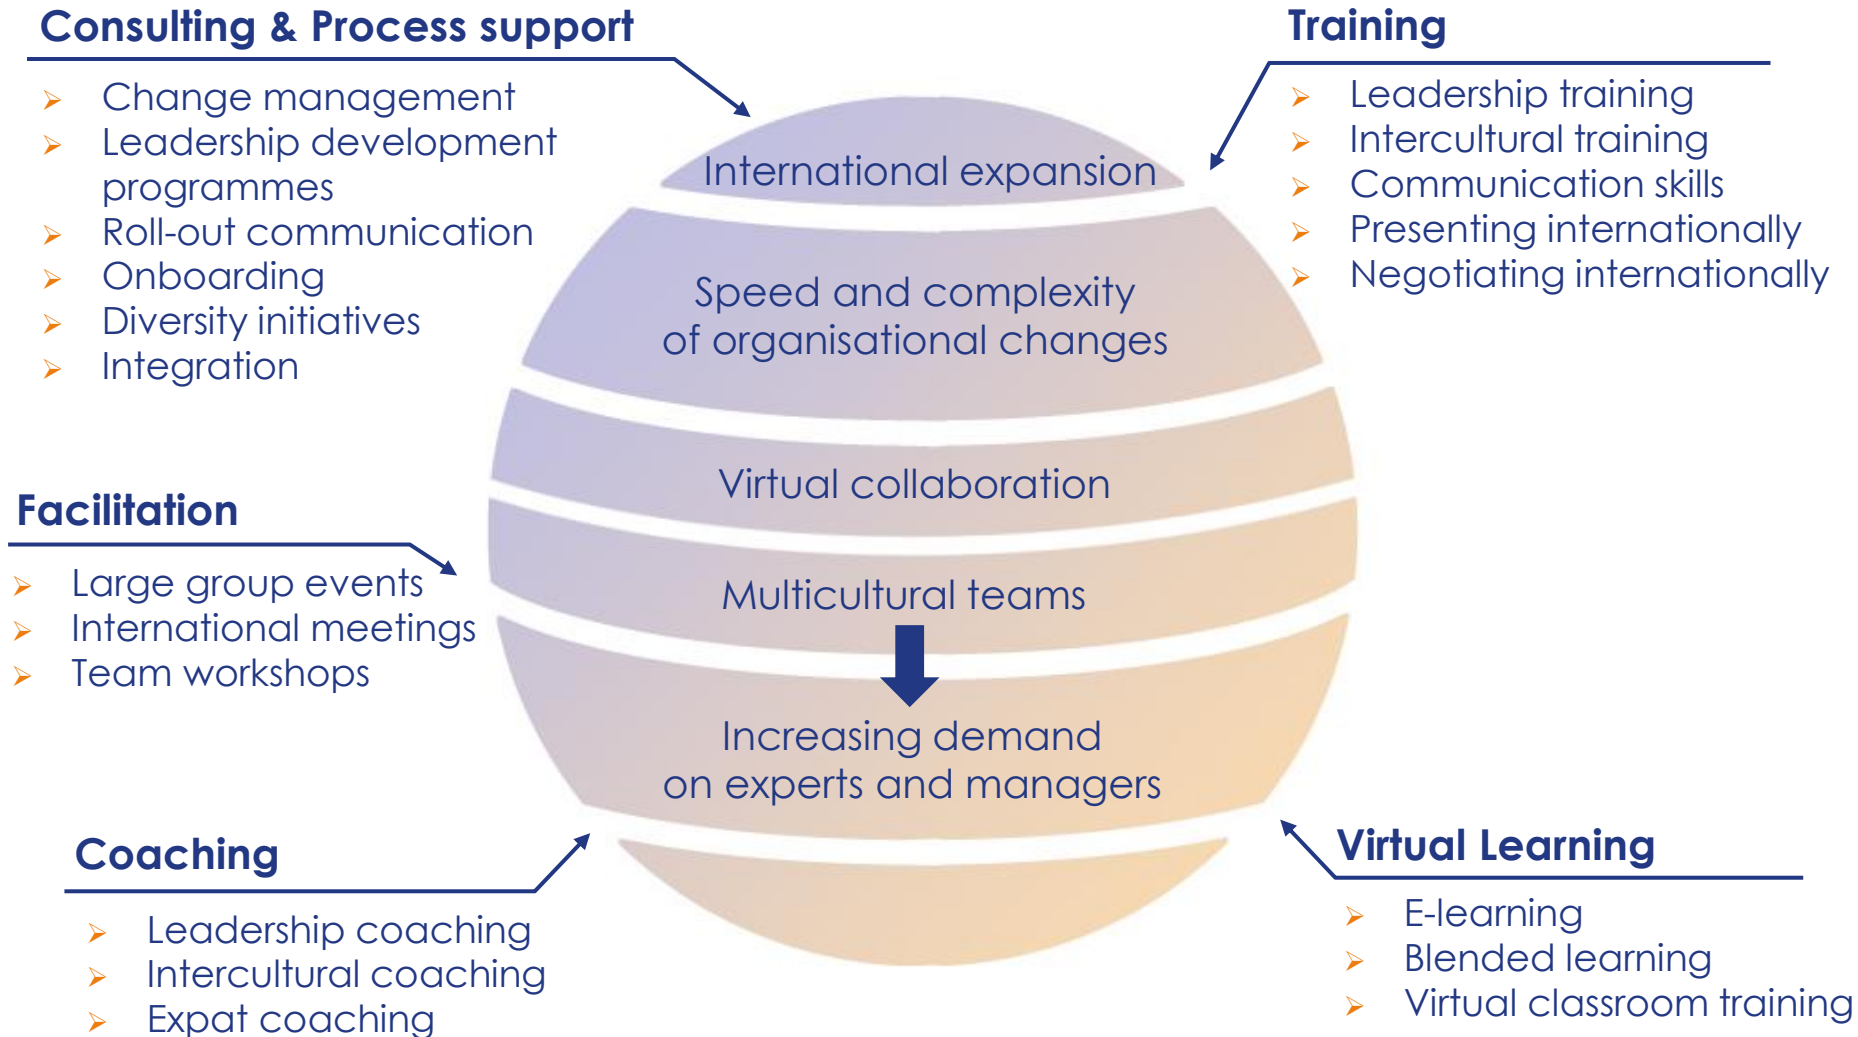 Consulting & Process support
Change management
Leadership development
programmes
Roll-out communication
Onboarding
Diversity initiatives
Integration
Training
Leadership training
Intercultural training
Communication skills
Presenting internationally
Negotiating internationally
International expansion
Speed and complexity
of organisational changes
Virtual collaboration
Multicultural teams
Increasing demand
on experts and managers
Facilitation
Large group events
International meetings
Team workshops
Coaching
Leadership coaching
Intercultural coaching
Expat coaching
Virtual Learning
E-learning
Blended learning
Virtual classroom training